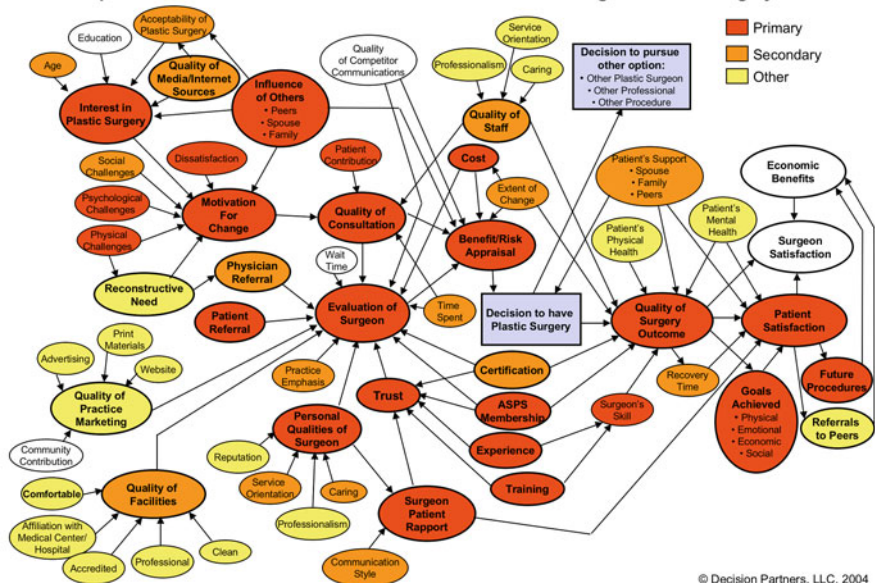 Primary
Secondary
Other
Acceptability of
Plastic Surgery
Education
Age
Quality of
Media/Internet
Sources
Interest in
Plastic Surgery
Influence
of Others
• Peers
• Spouse
• Family
Quality
of Competitor
Communications
Service
Orientation
Professionalism
Caring
Quality
of Staff
Decision to pursue
other option:
• Other Plastic Surgeon
• Other Professional
• Other Procedure
Social
Challenges
Dissatisfaction
Psychological
Challenges
Physical
Challenges
Motivation
For
Change
Patient
Contribution
Quality of
Consultation
Cost
Extent of
Change
Benefit/Risk
Appraisal
Patient's Support
• Spouse
• Family
• Peers
Patient's
Physical
Health
Patient's
Mental
Health
Economic
Benefits
Surgeon
Satisfaction
Reconstructive
Need
Physician
Referral
Patient
Referral
Wait
Time
Evaluation of
Surgeon
Time
Spent
Decision to have
Plastic Surgery
Quality of
Surgery
Outcome
Patient
Satisfaction
Advertising
Print
Materials
Website
Quality of
Practice
Marketing
Community
Contribution
Practice
Emphasis
Trust
Certification
ASPS
Membership
Experience
Training
Surgeon's
Skill
Recovery
Time
Goals
Achieved
• Physical
• Emotional
• Economic
• Social
Future
Procedures
Referrals
to Peers
Personal
Qualities of
Surgeon
Reputation
Service
Orientation
Professionalism
Caring
Surgeon
Patient
Rapport
Communication
Style
Comfortable
Quality of
Facilities
Affiliation with
Medical Center/
Hospital
Accredited
Professional
Clean
© Decision Partners, LLC, 2004